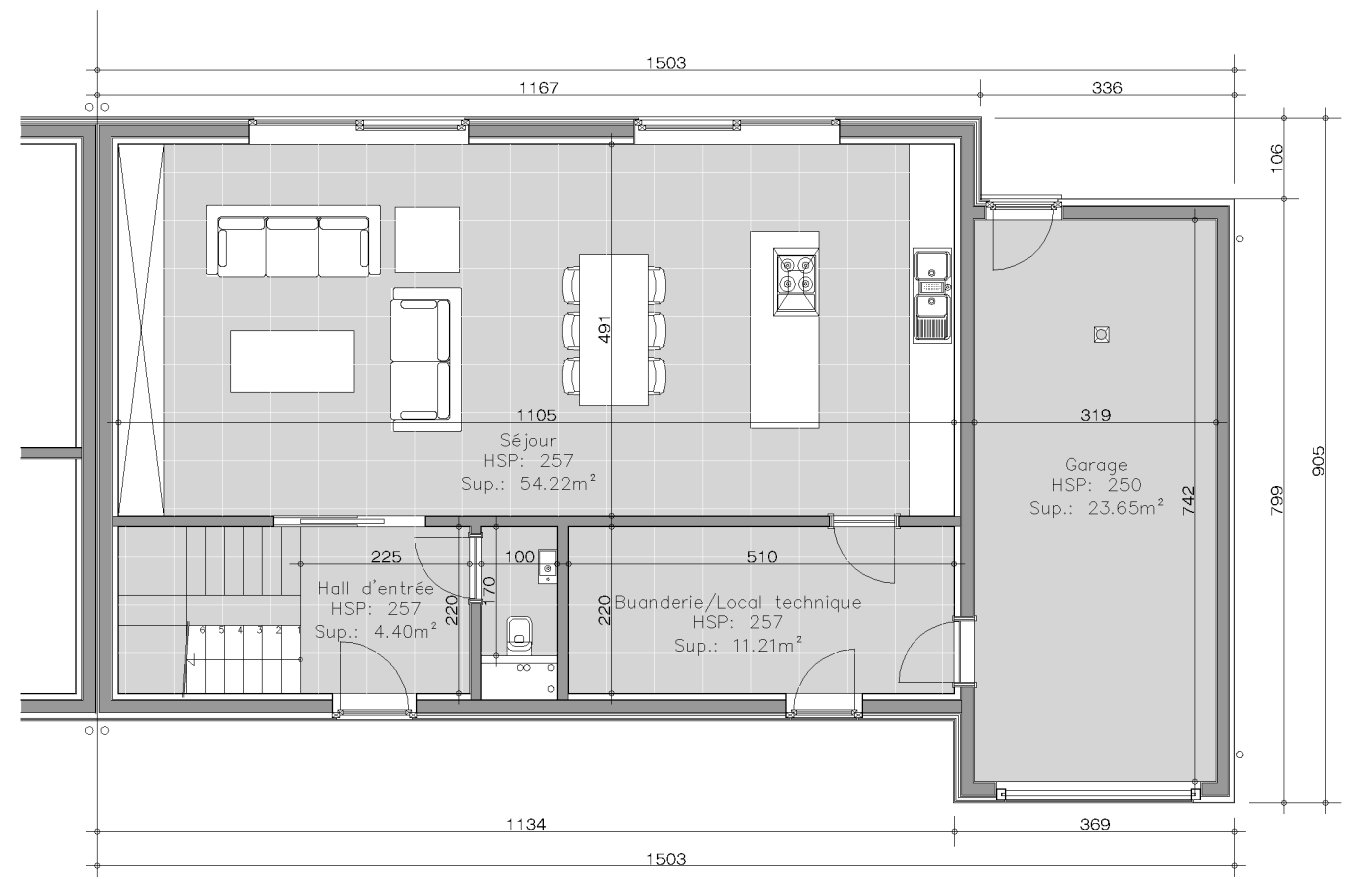 1503
1167
336
106
491
1105
319
Séjour
HSP: 257
Sup.: 54.22m²
Garage
HSP: 250
Sup.: 23.65m²
742
799
905
225
100
510
170
220
220
Hall d'entrée
HSP: 257
Sup.: 4.40m²
Buanderie/Local technique
HSP: 257
Sup.: 11.21m²
6 5 4 3 2 1
1134
369
1503